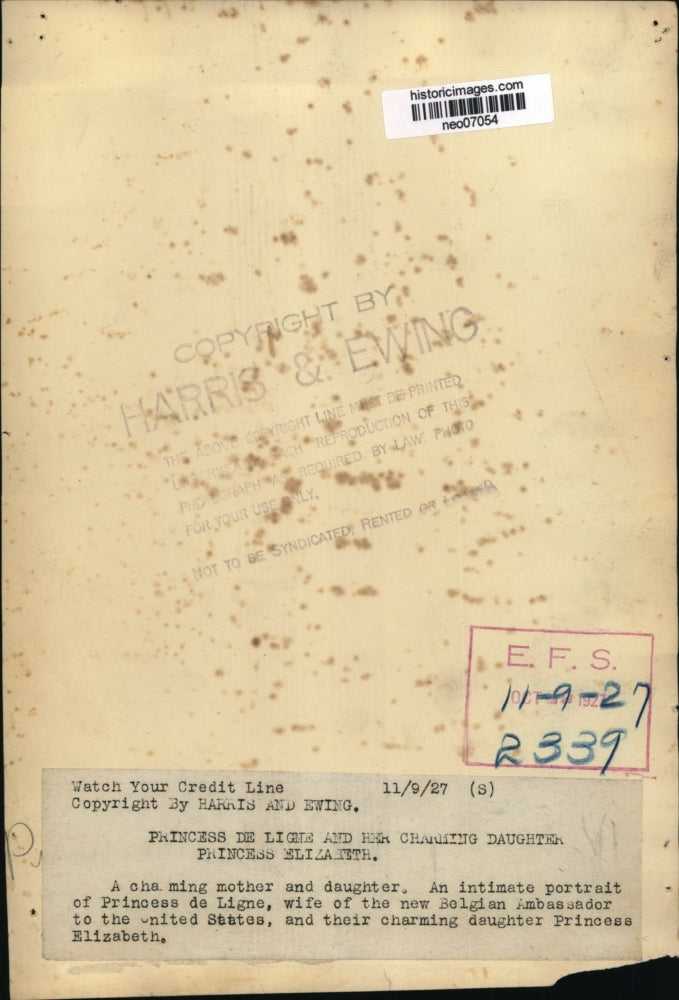 historicimages.com
neo07054
COPYRIGHT BY
HARRIS & EWING
THE ABOVE COPYRIGHT LINE MUST BE PRINTED
EACH REPRODUCTION OF THIS
PHOTOGRAPH AS REQUIRED BY LAW. PHOTO
FOR YOUR USE ONLY.
NOT TO BE SYNDICATED, RENTED OR LOANED
E. F. S.
11-9-27
2339
Watch Your Credit Line 11/9/27 (S)
Copyright By HARRIS AND EWING.
PRINCESS DE LIGNE AND HER CHARMING DAUGHTER
PRINCESS ELIZABETH.
A cha ming mother and daughter. An intimate portrait
of Princess de Ligne, wife of the new Belgian Ambassador
to the United States, and their charming daughter Princess
Elizabeth.